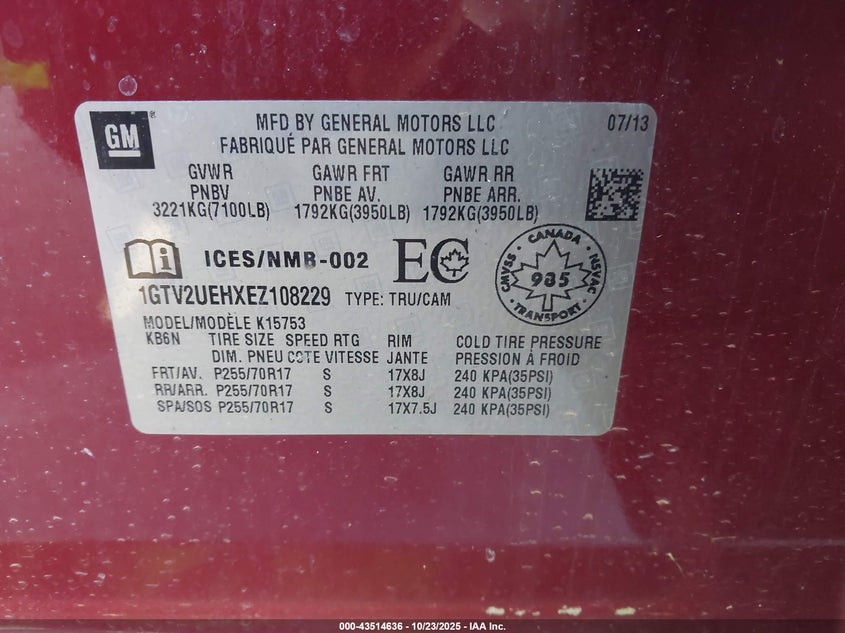 GM
®
MFD BY GENERAL MOTORS LLC
07/13
FABRIQUÉ PAR GENERAL MOTORS LLC
GVWR GAWR FRT GAWR RR
PNBV PNBE AV. PNBE ARR.
3221KG(7100LB) 1792KG(3950LB) 1792KG(3950LB)
ICES/NMB-002
EC
CANADA
CMVSS
NSVAC
985
TRANSPORT
1GTV2UEHXEZ108229 TYPE: TRU/CAM
MODEL/MODÈLE K15753
KB6N TIRE SIZE SPEED RTG RIM COLD TIRE PRESSURE
DIM. PNEU COTE VITESSE JANTE PRESSION À FROID
FRT/AV. P255/70R17 S 17X8J 240 KPA(35PSI)
RR/ARR. P255/70R17 S 17X8J 240 KPA(35PSI)
SPA/SOS P255/70R17 S 17X7.5J 240 KPA(35PSI)
000-43514636 - 10/23/2025 - IAA Inc.